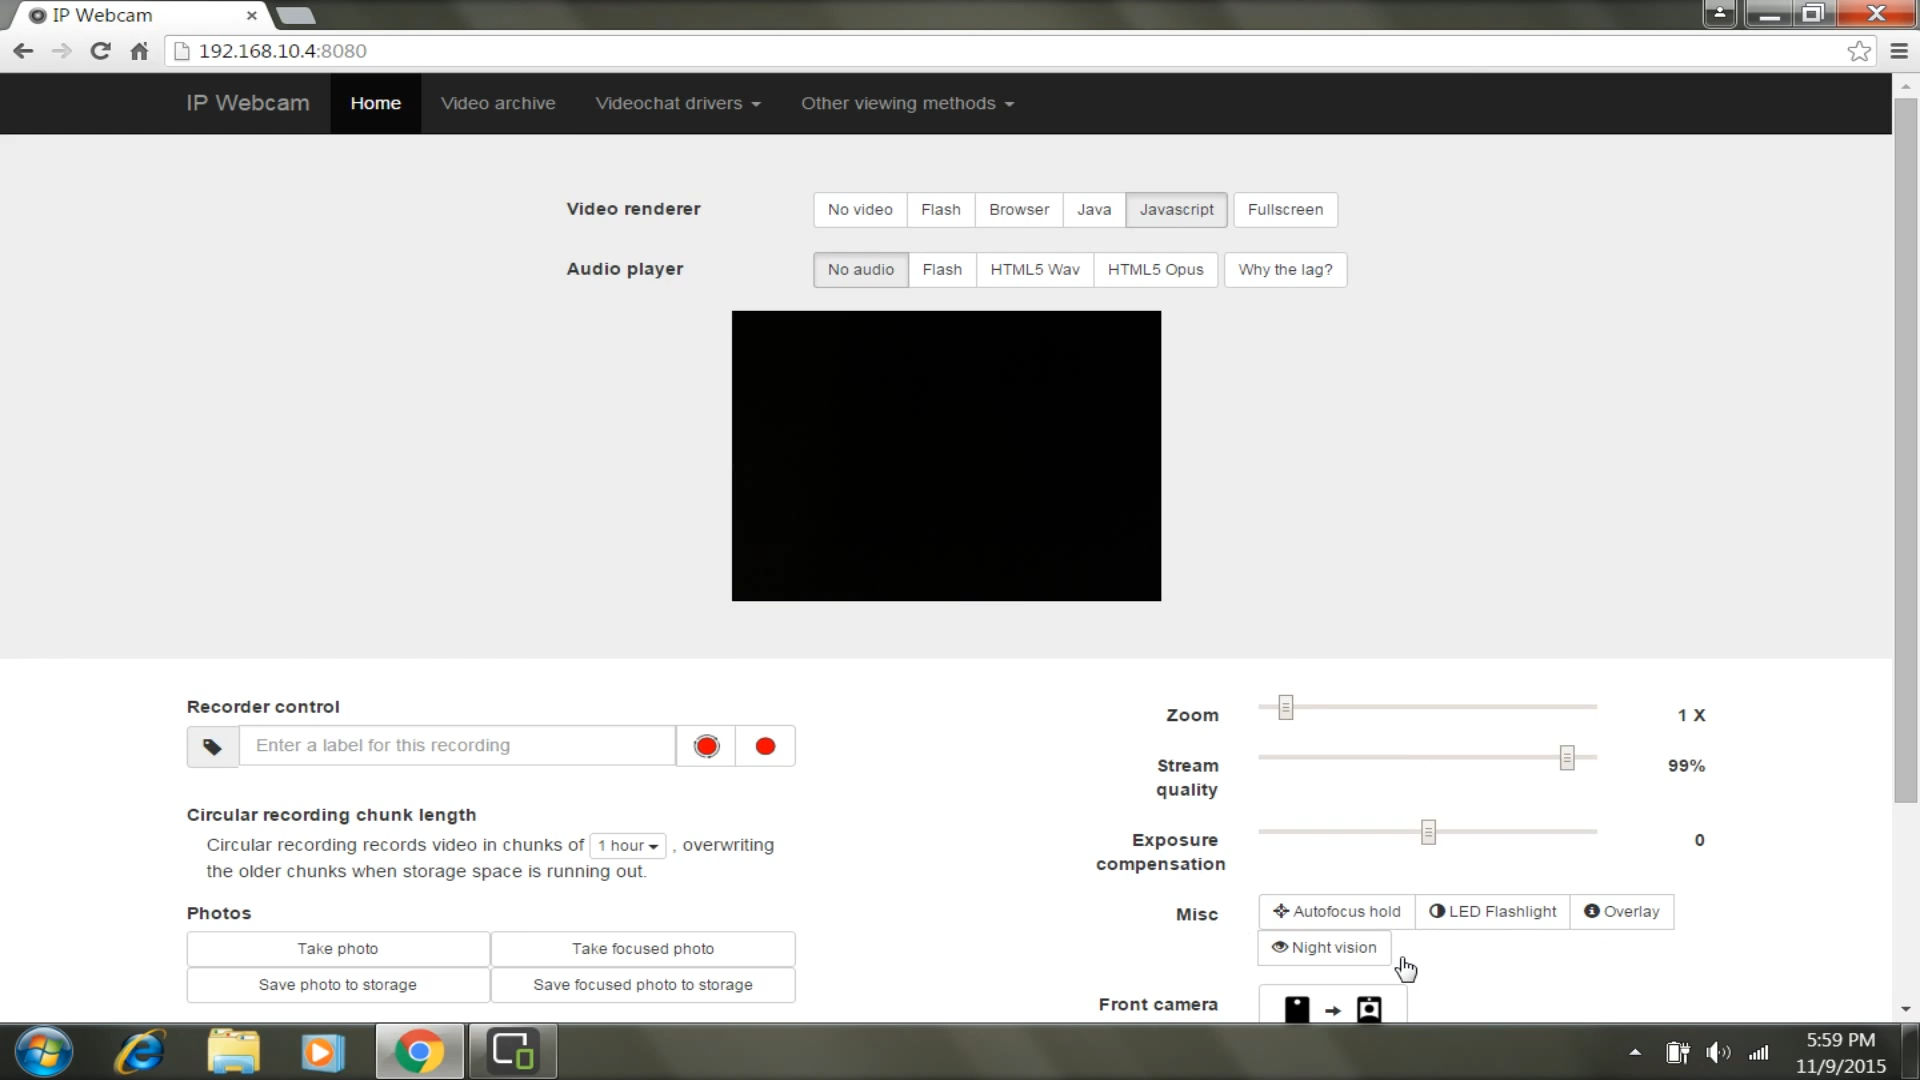 IP Webcam
192.168.10.4:8080
IP Webcam Home Video archive Videochat drivers Other viewing methods
Video renderer No video Flash Browser Java Javascript Fullscreen
Audio player No audio Flash HTML5 Wav HTML5 Opus Why the lag?
Recorder control
Enter a label for this recording
Circular recording chunk length
Circular recording records video in chunks of 1 hour , overwriting
the older chunks when storage space is running out.
Photos
Take photo Take focused photo
Save photo to storage Save focused photo to storage
Zoom 1 X
Stream 99%
quality
Exposure 0
compensation
Misc Autofocus hold LED Flashlight Overlay
Night vision
Front camera
5:59 PM
11/9/2015